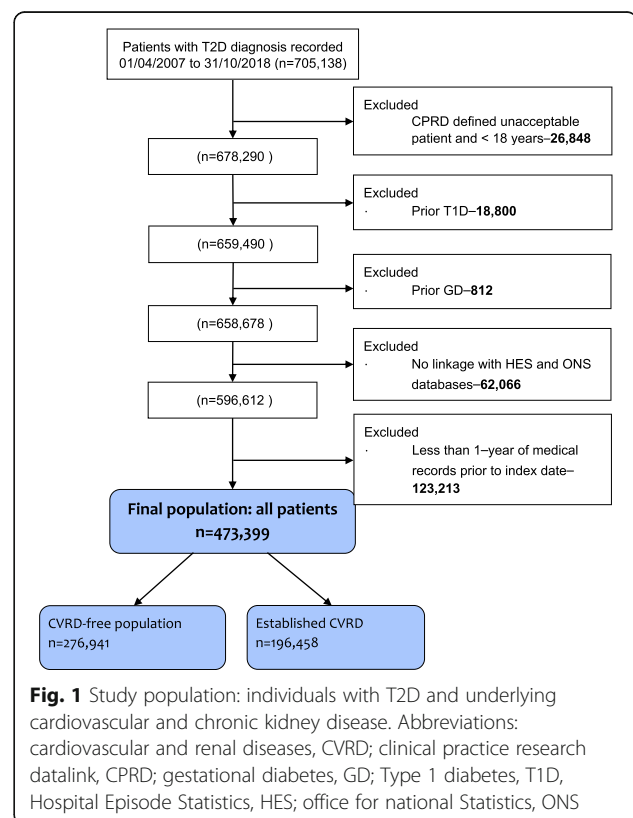 Patients with T2D diagnosis recorded
01/04/2007 to 31/10/2018 (n=705,138)
Excluded
CPRD defined unacceptable
patient and < 18 years–26,848
(n=678,290 )
Excluded
· Prior T1D–18,800
(n=659,490 )
Excluded
· Prior GD–812
(n=658,678 )
Excluded
· No linkage with HES and ONS
databases–62,066
(n=596,612 )
Excluded
· Less than 1–year of medical
records prior to index date–
123,213
Final population: all patients
n=473,399
CVRD-free population
n=276,941
Established CVRD
n=196,458
Fig. 1 Study population: individuals with T2D and underlying
cardiovascular and chronic kidney disease. Abbreviations:
cardiovascular and renal diseases, CVRD; clinical practice research
datalink, CPRD; gestational diabetes, GD; Type 1 diabetes, T1D,
Hospital Episode Statistics, HES; office for national Statistics, ONS